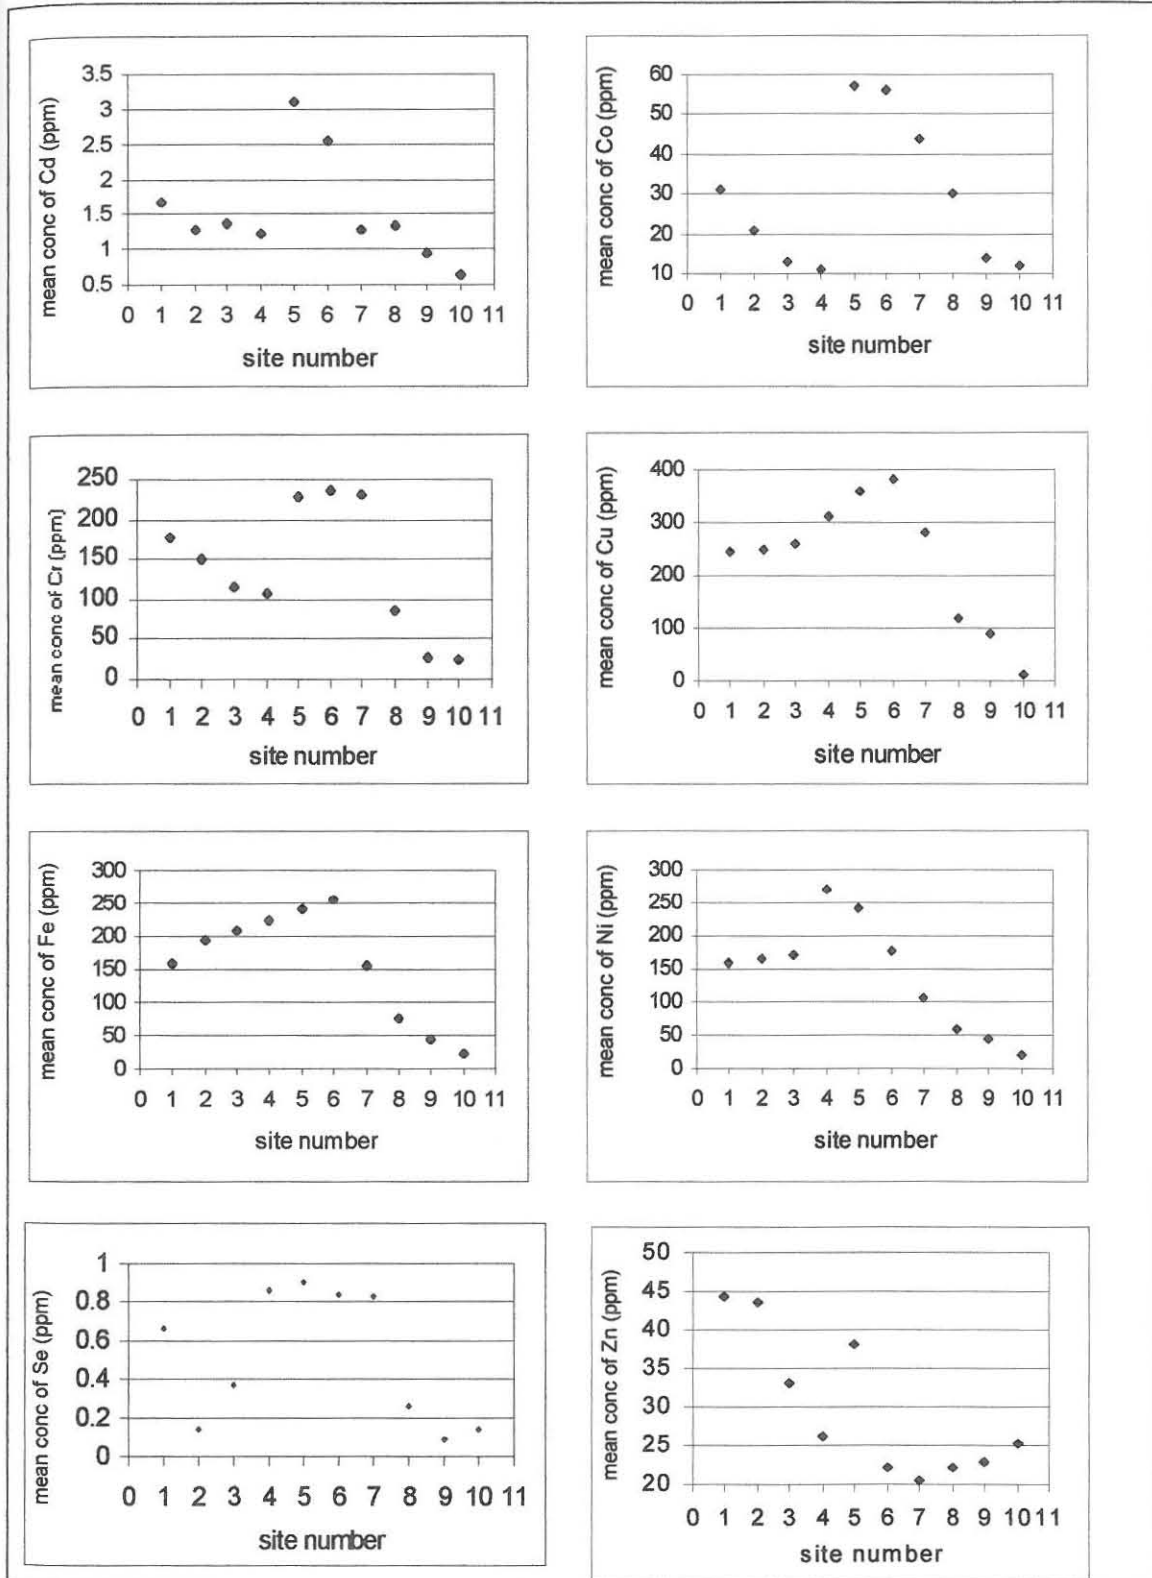 mean conc of Cd (ppm)
3.5
3
2.5
2
1.5
1
0.5
0 1 2 3 4 5 6 7 8 9 10 11
site number
mean conc of Co (ppm)
60
50
40
30
20
10
0 1 2 3 4 5 6 7 8 9 10 11
site number
mean conc of Cr (ppm)
250
200
150
100
50
0
0 1 2 3 4 5 6 7 8 9 10 11
site number
mean conc of Cu (ppm)
400
300
200
100
0
0 1 2 3 4 5 6 7 8 9 10 11
site number
mean conc of Fe (ppm)
300
250
200
150
100
50
0
0 1 2 3 4 5 6 7 8 9 10 11
site number
mean conc of Ni (ppm)
300
250
200
150
100
50
0
0 1 2 3 4 5 6 7 8 9 10 11
site number
mean conc of Se (ppm)
1
0.8
0.6
0.4
0.2
0
0 1 2 3 4 5 6 7 8 9 10 11
site number
mean conc of Zn (ppm)
50
45
40
35
30
25
20
0 1 2 3 4 5 6 7 8 9 10 11
site number